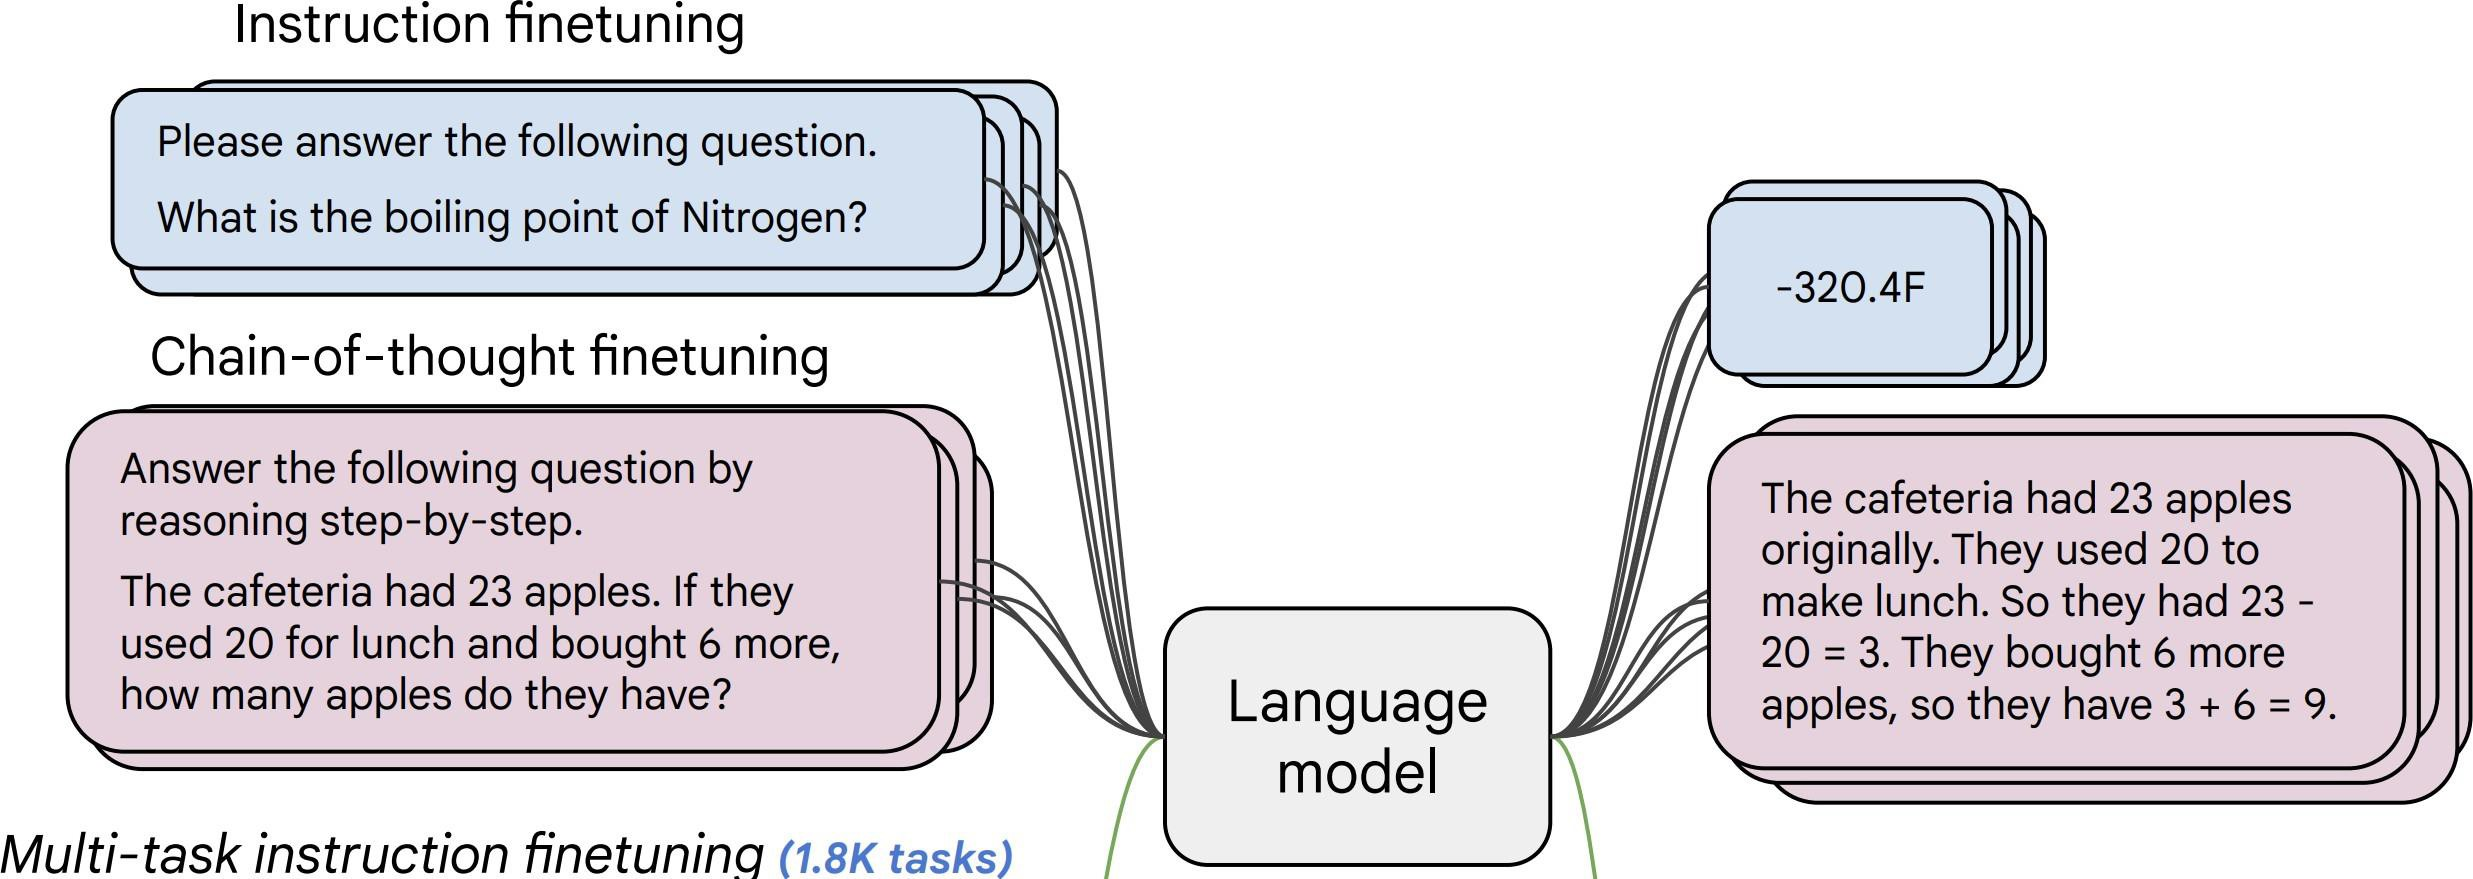 Instruction finetuning
Please answer the following question.
What is the boiling point of Nitrogen?
Chain-of-thought finetuning
Answer the following question by
reasoning step-by-step.
The cafeteria had 23 apples. If they
used 20 for lunch and bought 6 more,
how many apples do they have?
Multi-task instruction finetuning (1.8K tasks)
Language
model
-320.4F
The cafeteria had 23 apples
originally. They used 20 to
make lunch. So they had 23 -
20 = 3. They bought 6 more
apples, so they have 3 + 6 = 9.